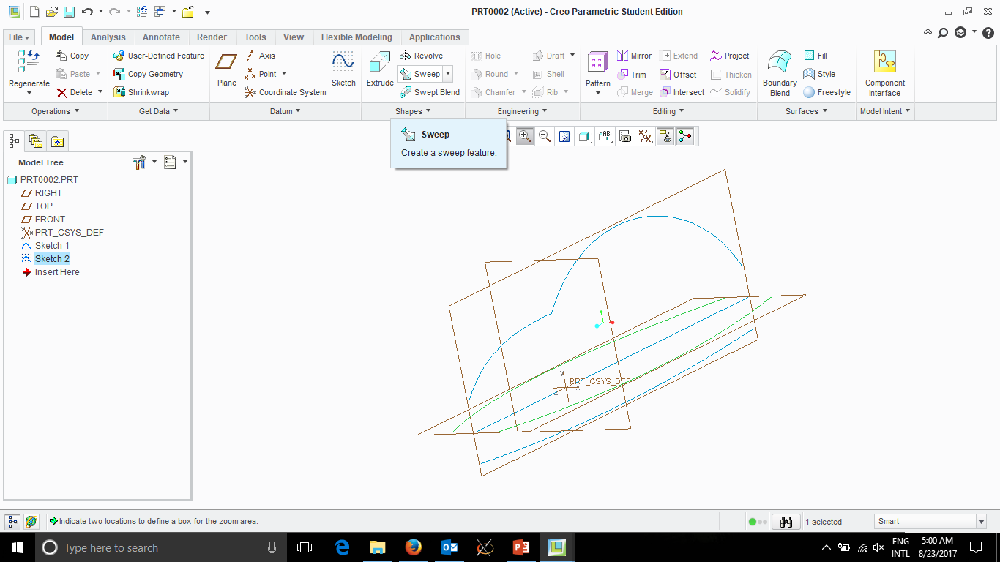 PRT0002 (Active) - Creo Parametric Student Edition
File Model Analysis Annotate Render Tools View Flexible Modeling Applications
Regenerate
Copy
Paste
Delete
User-Defined Feature
Copy Geometry
Shrinkwrap
Plane
Axis
Point
Coordinate System
Sketch
Extrude
Revolve
Sweep
Swept Blend
Hole
Round
Chamfer
Draft
Shell
Rib
Pattern
Mirror
Trim
Merge
Extend
Offset
Intersect
Project
Thicken
Solidify
Boundary
Blend
Fill
Style
Freestyle
Component
Interface
Operations Get Data Datum Shapes Engineering Editing Surfaces Model Intent
Sweep
Create a sweep feature.
Model Tree
PRT0002.PRT
RIGHT
TOP
FRONT
PRT_CSYS_DEF
Sketch 1
Sketch 2
Insert Here
Y
PRT_CSYS_DEF
X
Z
Indicate two locations to define a box for the zoom area.
1 selected
Smart
Type here to search
ENG
INTL
5:00 AM
8/23/2017